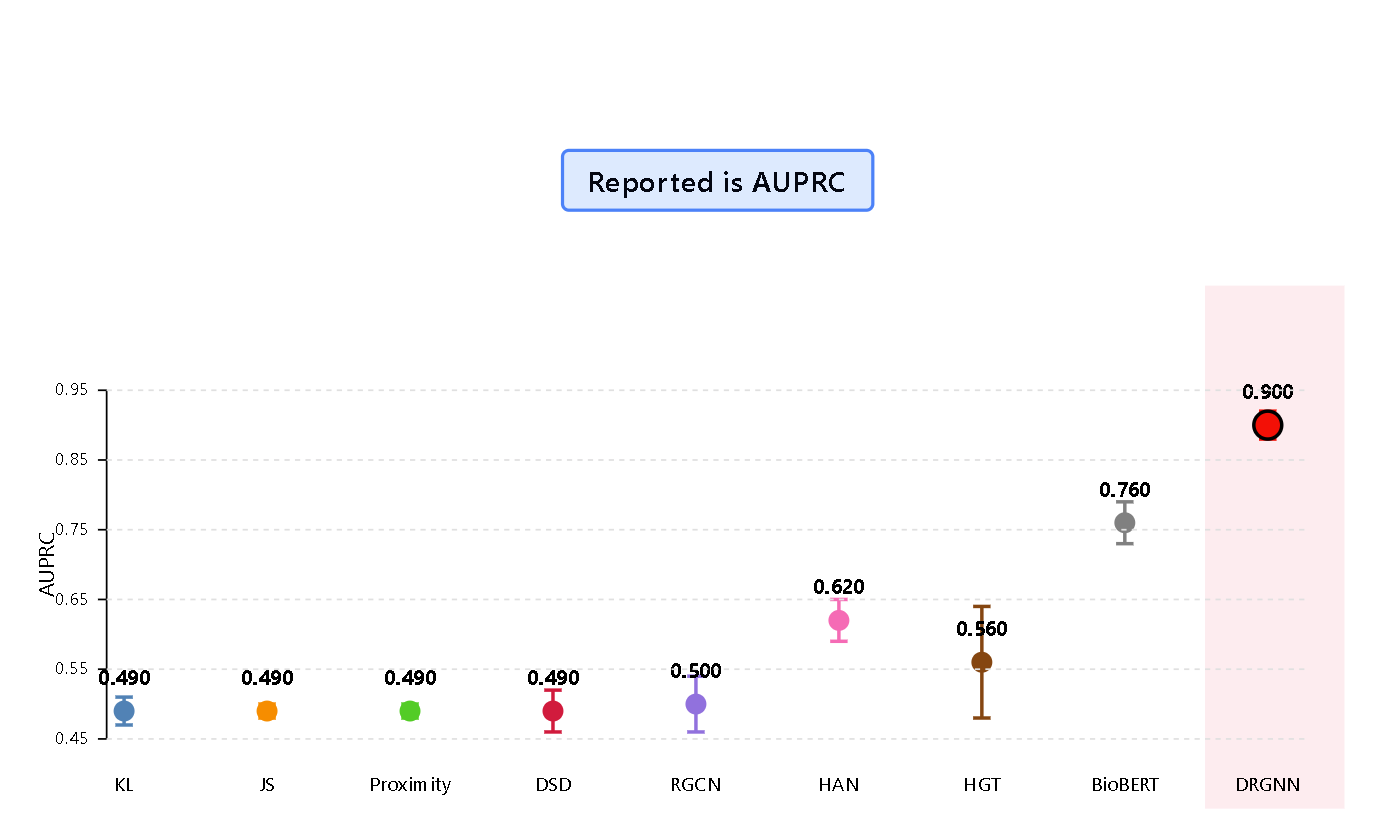 Reported is AUPRC
0.95
0.85
0.75
0.65
0.55
0.45
AUPRC
0.490
0.490
0.490
0.490
0.500
0.620
0.560
0.760
0.900
KL
JS
Proximity
DSD
RGCN
HAN
HGT
BioBERT
DRGNN